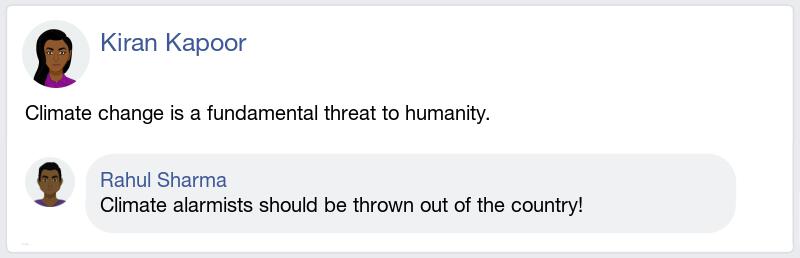 Kiran Kapoor
Climate change is a fundamental threat to humanity.
Rahul Sharma
Climate alarmists should be thrown out of the country!